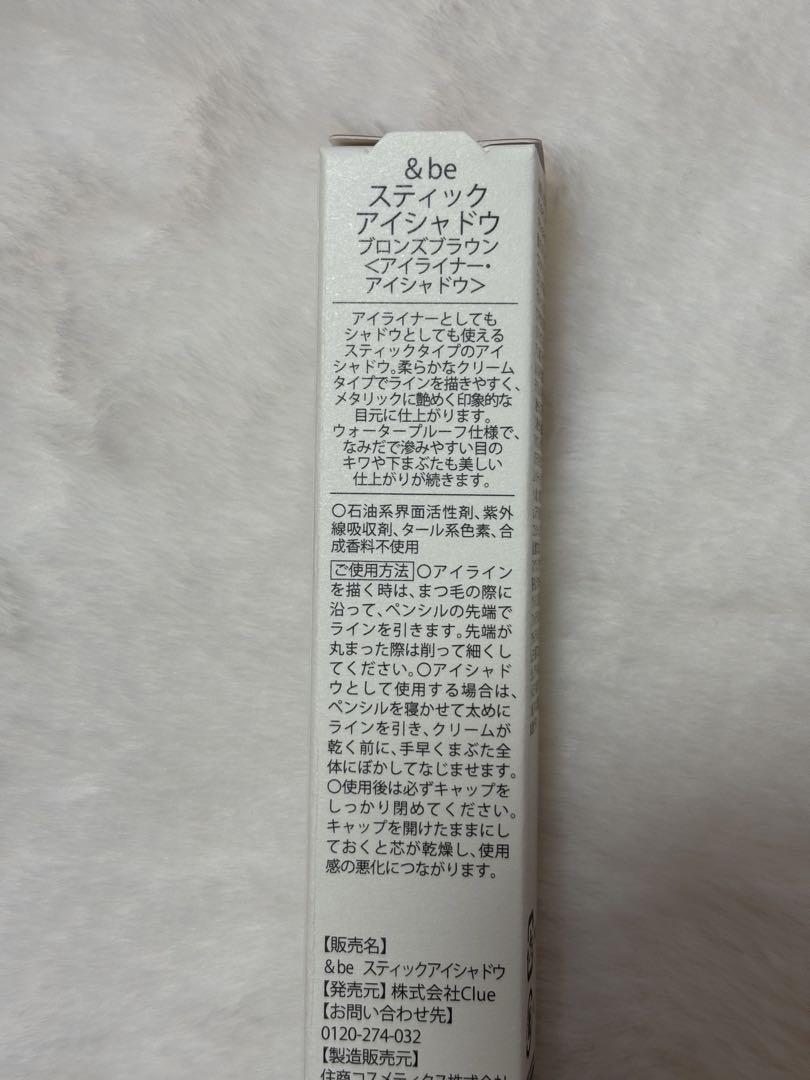 &be
スティック
アイシャドウ
ブロンズブラウン
＜アイライナー・
アイシャドウ＞
アイライナーとしても
シャドウとしても使える
スティックタイプのアイ
シャドウ。柔らかなクリーム
タイプでラインを描きやすく、
メタリックに艶めく印象的な
目元に仕上がります。
ウォータープルーフ仕様で、
なみだで滲みやすい目の
キワや下まぶたも美しい
仕上がりが続きます。
○石油系界面活性剤、紫外
線吸収剤、タール系色素、合
成香料不使用
ご使用方法 ○アイライン
を描く時は、まつ毛の際に
沿って、ペンシルの先端で
ラインを引きます。先端が
丸まった際は削って細くし
てください。○アイシャド
ウとして使用する場合は、
ペンシルを寝かせて太めに
ラインを引き、クリームが
乾く前に、手早くまぶた全
体にぼかしてなじませます。
○使用後は必ずキャップを
しっかり閉めてください。
キャップを開けたままにし
ておくと芯が乾燥し、使用
感の悪化につながります。
【販売名】
&be スティックアイシャドウ
【発売元】株式会社Clue
【お問い合わせ先】
0120-274-032
【製造販売元】
住商コスメティクス株式会社